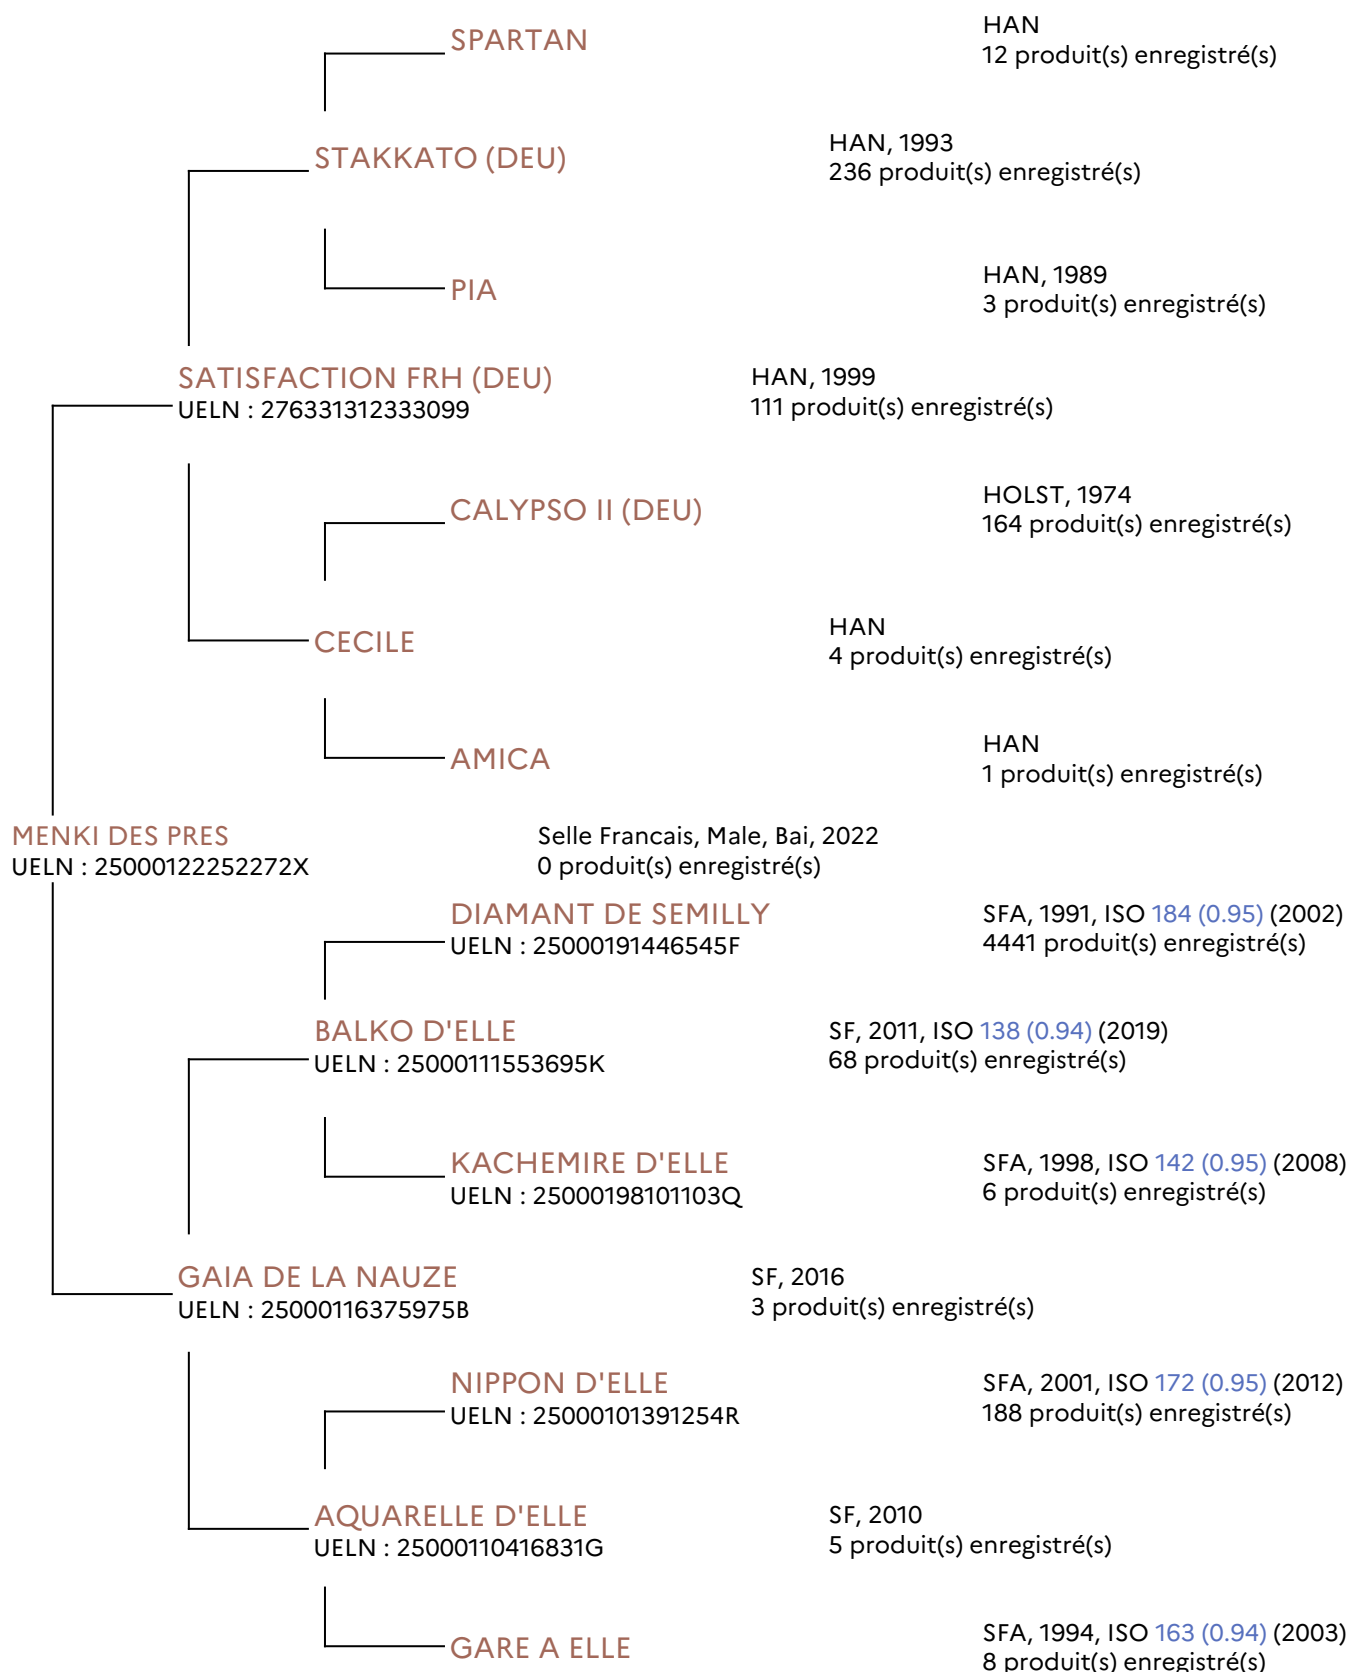 SPARTAN
HAN
12 produit(s) enregistré(s)
STAKKATO (DEU)
HAN, 1993
236 produit(s) enregistré(s)
PIA
HAN, 1989
3 produit(s) enregistré(s)
SATISFACTION FRH (DEU)
UELN : 276331312333099
HAN, 1999
111 produit(s) enregistré(s)
CALYPSO II (DEU)
HOLST, 1974
164 produit(s) enregistré(s)
CECILE
HAN
4 produit(s) enregistré(s)
AMICA
HAN
1 produit(s) enregistré(s)
MENKI DES PRES
UELN : 25000122252272X
Selle Francais, Male, Bai, 2022
0 produit(s) enregistré(s)
DIAMANT DE SEMILLY
UELN : 25000191446545F
SFA, 1991, ISO 184 (0.95) (2002)
4441 produit(s) enregistré(s)
BALKO D'ELLE
UELN : 25000111553695K
SF, 2011, ISO 138 (0.94) (2019)
68 produit(s) enregistré(s)
KACHEMIRE D'ELLE
UELN : 25000198101103Q
SFA, 1998, ISO 142 (0.95) (2008)
6 produit(s) enregistré(s)
GAIA DE LA NAUZE
UELN : 25000116375975B
SF, 2016
3 produit(s) enregistré(s)
NIPPON D'ELLE
UELN : 25000101391254R
SFA, 2001, ISO 172 (0.95) (2012)
188 produit(s) enregistré(s)
AQUARELLE D'ELLE
UELN : 25000110416831G
SF, 2010
5 produit(s) enregistré(s)
GARE A ELLE
SFA, 1994, ISO 163 (0.94) (2003)
8 produit(s) enregistré(s)